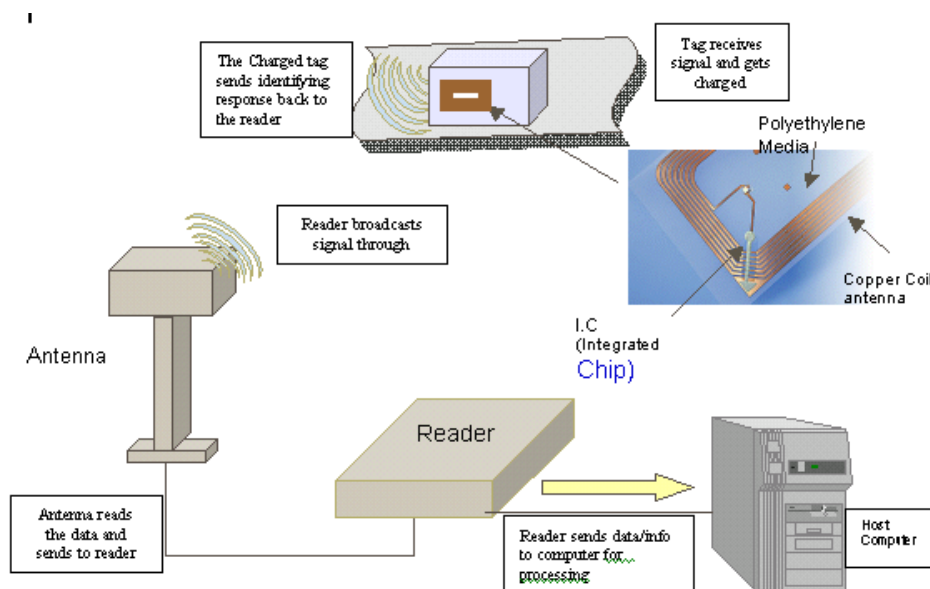 The Charged tag
sends identifying
response back to
the reader
Tag receives
signal and gets
charged
Polyethylene
Media
Reader broadcasts
signal through
Copper Coil
antenna
I.C
(Integrated
Chip)
Antenna
Reader
Antenna reads
the data and
sends to reader
Reader sends data/info
to computer for
processing
Host
Computer